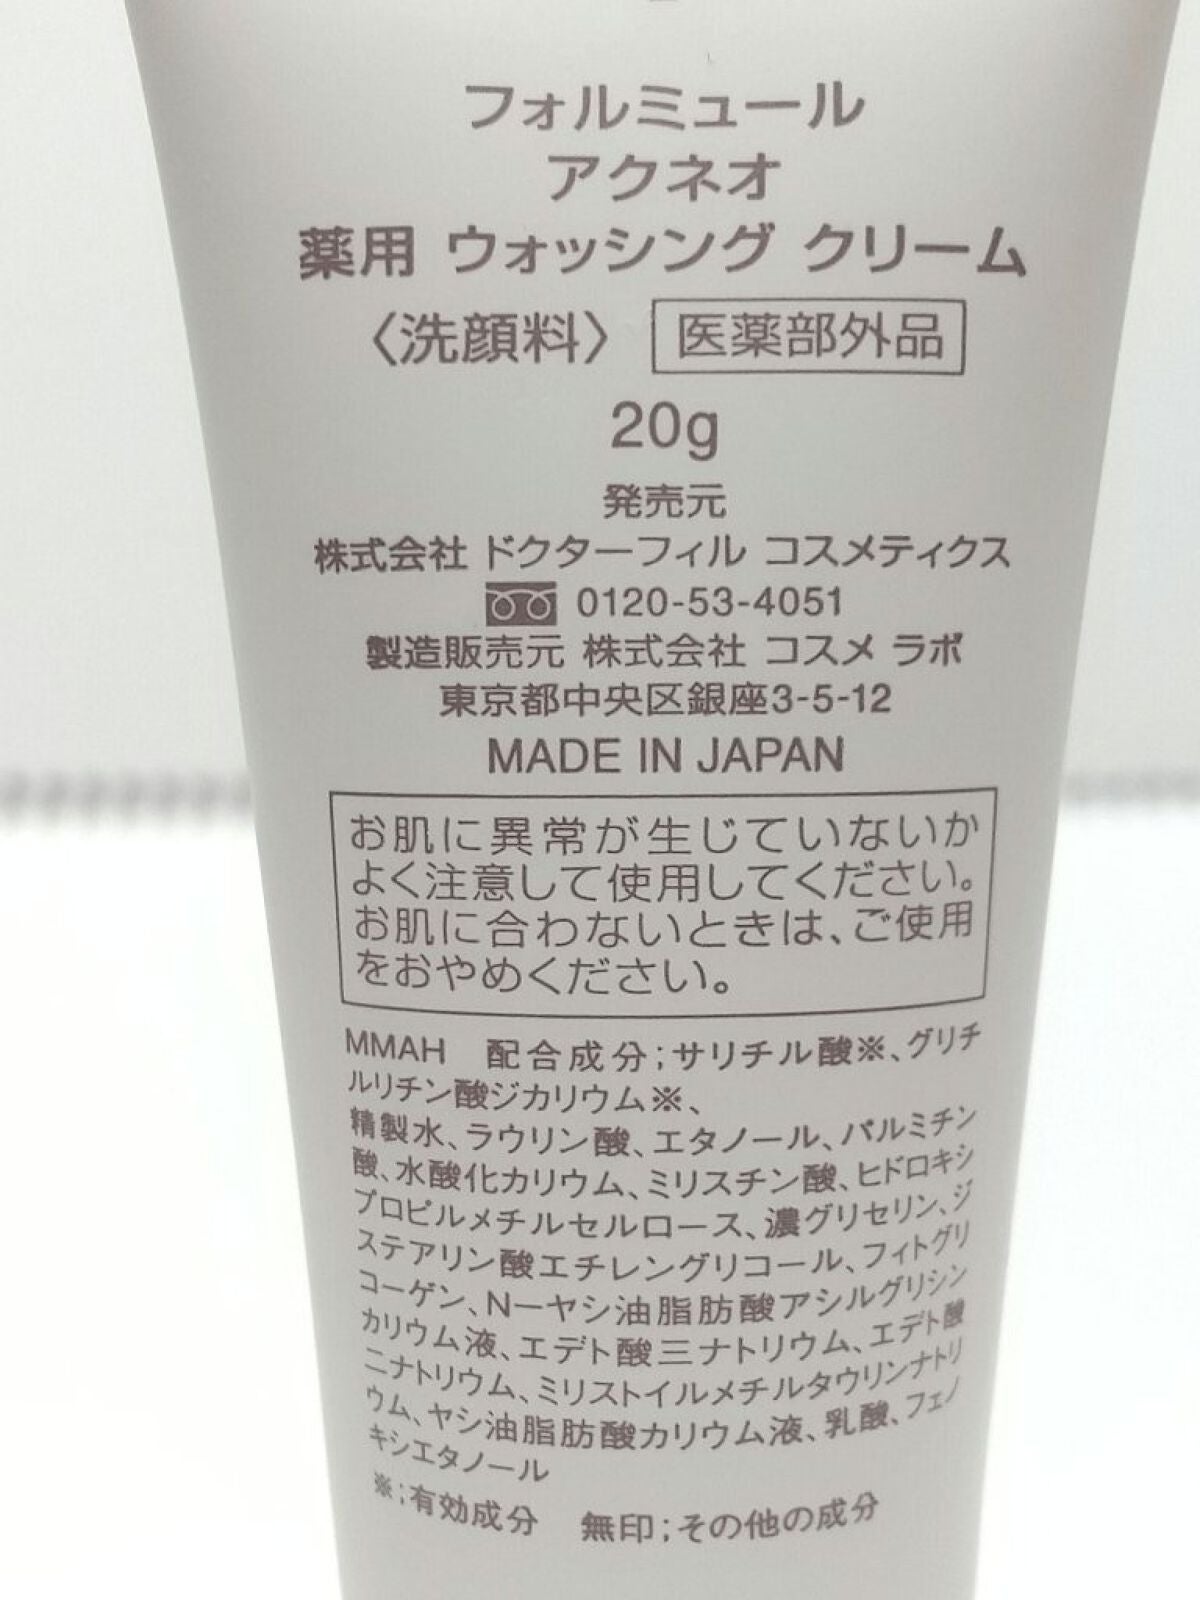 フォルミュール
アクネオ
薬用 ウォッシング クリーム
〈洗顔料〉 医薬部外品
20g
発売元
株式会社 ドクターフィル コスメティクス
0120-53-4051
製造販売元 株式会社 コスメ ラボ
東京都中央区銀座3-5-12
MADE IN JAPAN
お肌に異常が生じていないか
よく注意して使用してください。
お肌に合わないときは、ご使用
をおやめください。
MMAH 配合成分;サリチル酸※、グリチ
ルリチン酸ジカリウム※、
精製水、ラウリン酸、エタノール、パルミチン
酸、水酸化カリウム、ミリスチン酸、ヒドロキシ
プロピルメチルセルロース、濃グリセリン、ジ
ステアリン酸エチレングリコール、フィトグリ
コーゲン、N－ヤシ油脂肪酸アシルグリシン
カリウム液、エデト酸三ナトリウム、エデト酸
二ナトリウム、ミリストイルメチルタウリンナトリ
ウム、ヤシ油脂肪酸カリウム液、乳酸、フェノ
キシエタノール
※;有効成分 無印;その他の成分